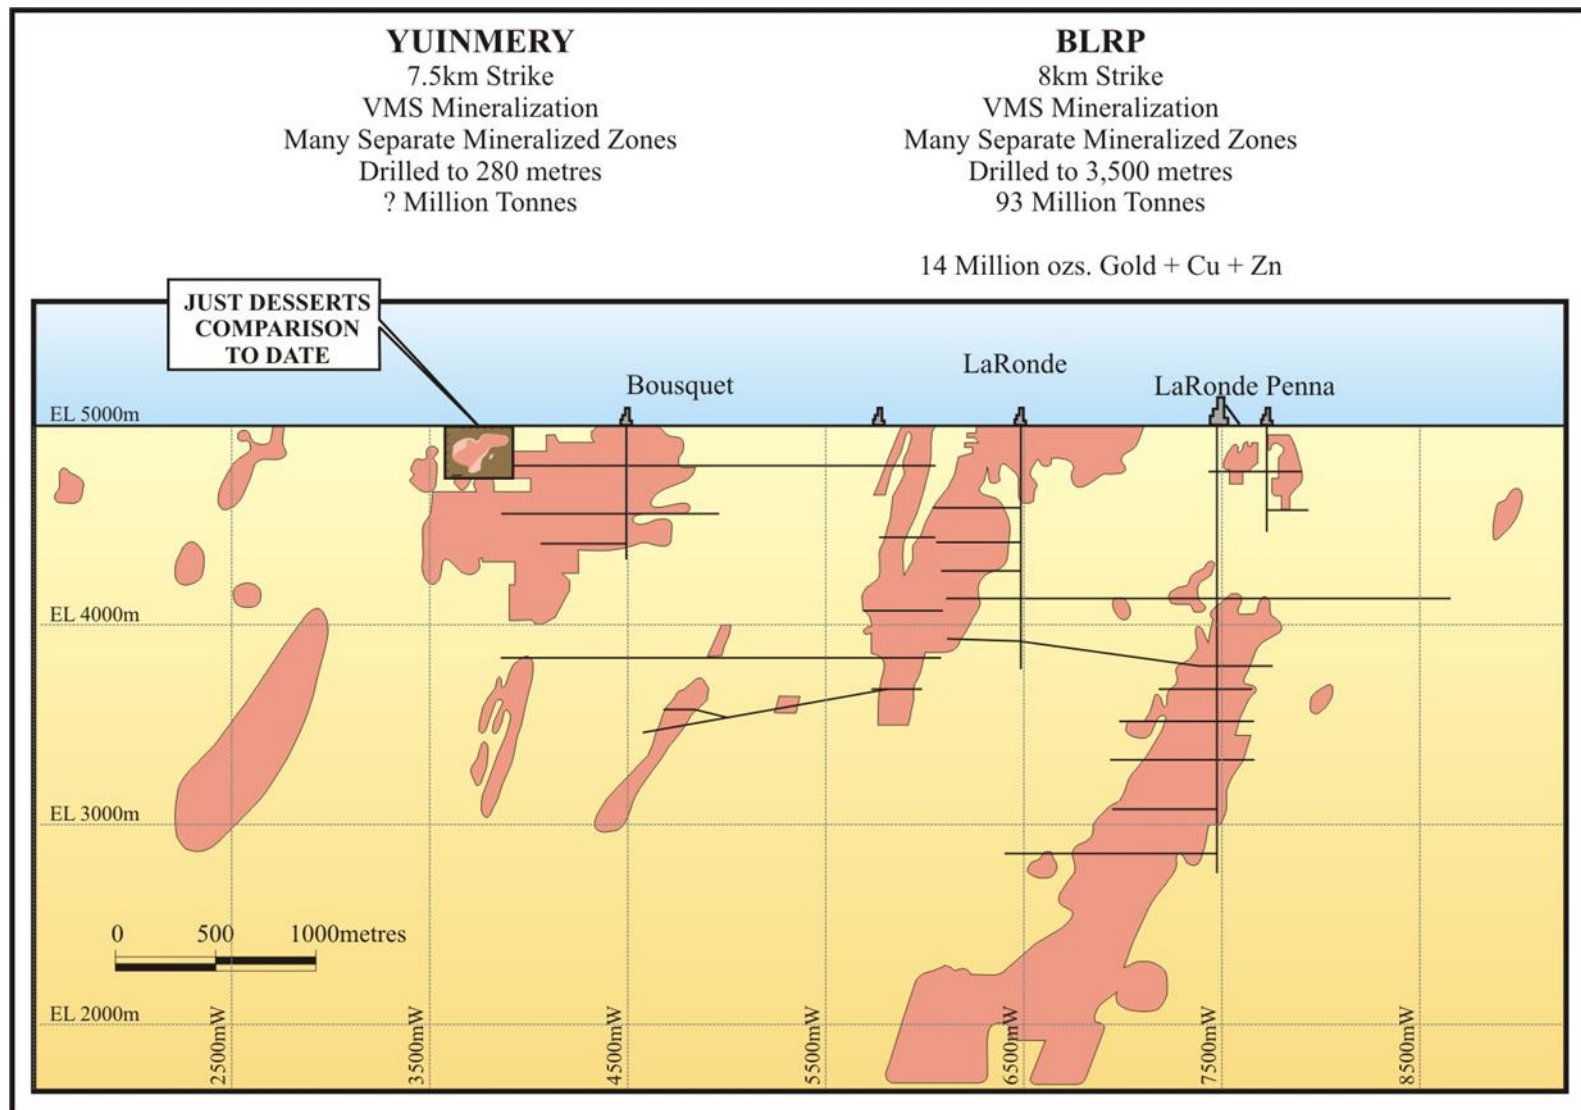 YUINMERY
7.5km Strike
VMS Mineralization
Many Separate Mineralized Zones
Drilled to 280 metres
? Million Tonnes
BLRP
8km Strike
VMS Mineralization
Many Separate Mineralized Zones
Drilled to 3,500 metres
93 Million Tonnes
14 Million ozs. Gold + Cu + Zn
JUST DESSERTS
COMPARISON
TO DATE
Bousquet
LaRonde
LaRonde Penna
EL 5000m
EL 4000m
EL 3000m
0 500 1000metres
EL 2000m
2500mW
3500mW
4500mW
5500mW
6500mW
7500mW
8500mW